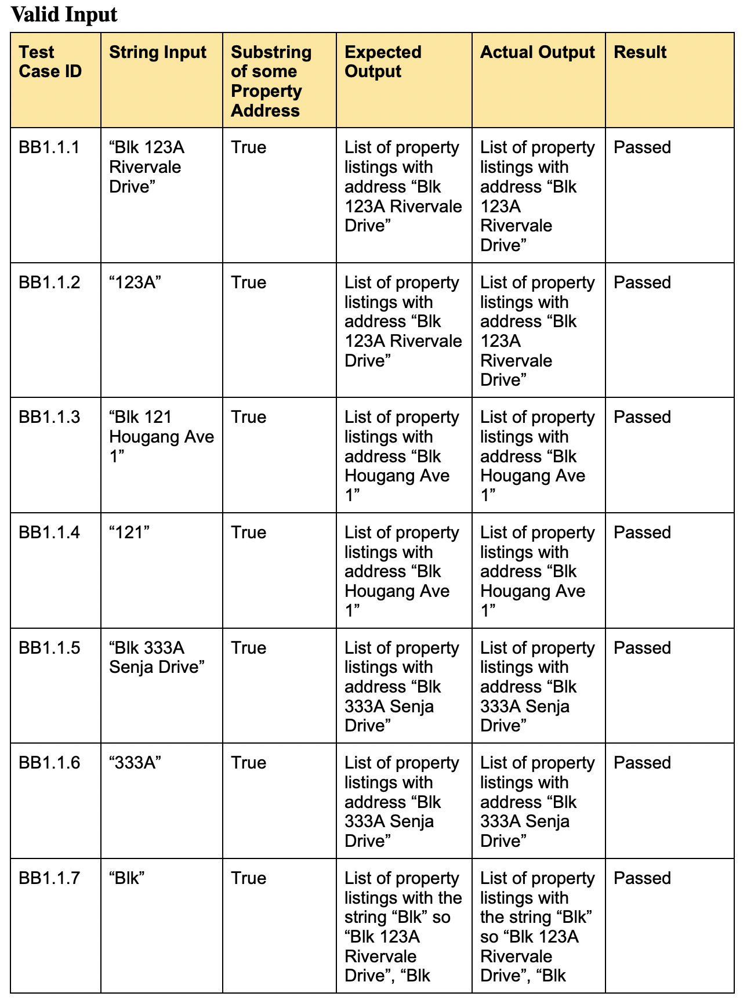 Valid Input
Test
Case ID
String Input
Substring
of some
Property
Address
Expected
Output
Actual Output
Result
BB1.1.1
“Blk 123A
Rivervale
Drive”
True
List of property
listings with
address “Blk
123A Rivervale
Drive”
List of property
listings with
address “Blk
123A
Rivervale
Drive”
Passed
BB1.1.2
“123A”
True
List of property
listings with
address “Blk
123A Rivervale
Drive”
List of property
listings with
address “Blk
123A
Rivervale
Drive”
Passed
BB1.1.3
“Blk 121
Hougang Ave
1”
True
List of property
listings with
address “Blk
Hougang Ave
1”
List of property
listings with
address “Blk
Hougang Ave
1”
Passed
BB1.1.4
“121”
True
List of property
listings with
address “Blk
Hougang Ave
1”
List of property
listings with
address “Blk
Hougang Ave
1”
Passed
BB1.1.5
“Blk 333A
Senja Drive”
True
List of property
listings with
address “Blk
333A Senja
Drive”
List of property
listings with
address “Blk
333A Senja
Drive”
Passed
BB1.1.6
“333A”
True
List of property
listings with
address “Blk
333A Senja
Drive”
List of property
listings with
address “Blk
333A Senja
Drive”
Passed
BB1.1.7
“Blk”
True
List of property
listings with the
string “Blk” so
“Blk 123A
Rivervale
Drive”, “Blk
List of property
listings with
the string “Blk”
so “Blk 123A
Rivervale
Drive”, “Blk
Passed